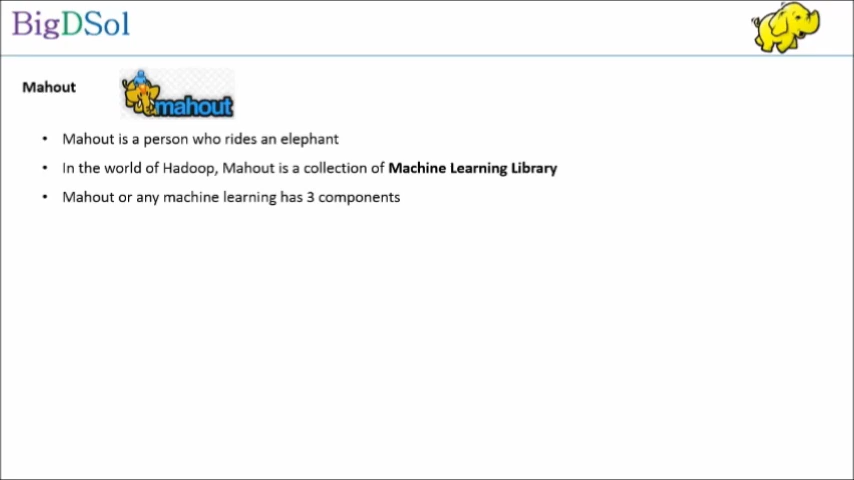 BigDSol
Mahout
mahout
• Mahout is a person who rides an elephant
• In the world of Hadoop, Mahout is a collection of Machine Learning Library
• Mahout or any machine learning has 3 components